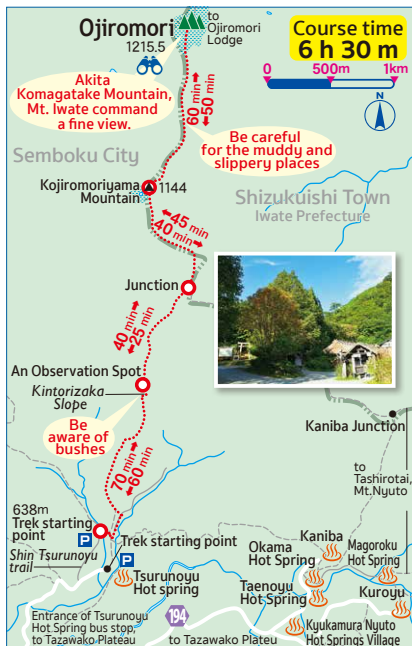 Ojiromori
1215.5
to
Ojiromori
Lodge
Course time
6 h 30 m
0 500m 1km
N
Akita
Komagatake Mountain,
Mt. Iwate command
a fine view.
60 min
50 min
Be careful
for the muddy and
slippery places
Semboku City
Kojiromoriyama
Mountain
1144
Shizukuishi Town
Iwate Prefecture
45 min
40 min
Junction
40 min
25 min
An Observation Spot
Kintorizaka
Slope
Be
aware of
bushes
Kaniba Junction
to
Tashirotai,
Mt.Nyuto
70 min
60 min
638m
Trek starting
point
P
Shin Tsurunoyu
trail
Trek starting point
P
Tsurunoyu
Hot spring
Okama
Hot Spring
Kaniba
Magoroku
Hot Spring
Taenoyu
Hot Spring
Kuroyu
Kyukamura Nyuto
Hot Springs Village
Entrance of Tsurunoyu
Hot Spring bus stop,
to Tazawako Plateau
194
to Tazawako Plateu